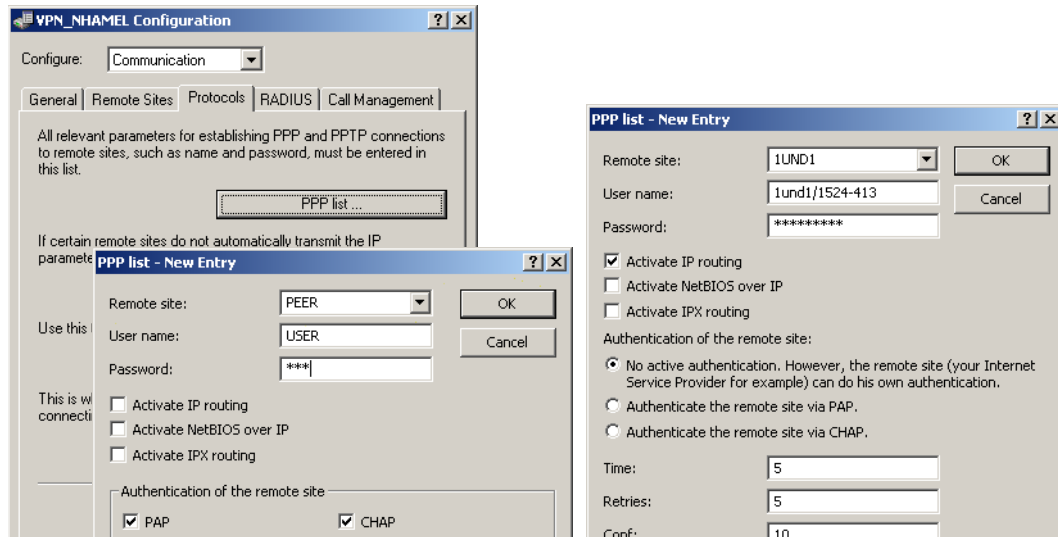 VPN_NHAMEL Configuration
Configure: Communication
General Remote Sites Protocols RADIUS Call Management
All relevant parameters for establishing PPP and PPTP connections
to remote sites, such as name and password, must be entered in
this list.
PPP list ...
If certain remote sites do not automatically transmit the IP
Use this
This is
PPP list - New Entry
Remote site: PEER OK
User name: USER Cancel
Password: ***
Activate IP routing
Activate NetBIOS over IP
Activate IPX routing
Authentication of the remote site
PAP CHAP
PPP list - New Entry
Remote site: 1UND1 OK
User name: 1und1/1524-413 Cancel
Password: *********
Activate IP routing
Activate NetBIOS over IP
Activate IPX routing
Authentication of the remote site:
No active authentication. However, the remote site (your Internet
Service Provider for example) can do his own authentication.
Authenticate the remote site via PAP.
Authenticate the remote site via CHAP.
Time: 5
Retries: 5
Conf: 10